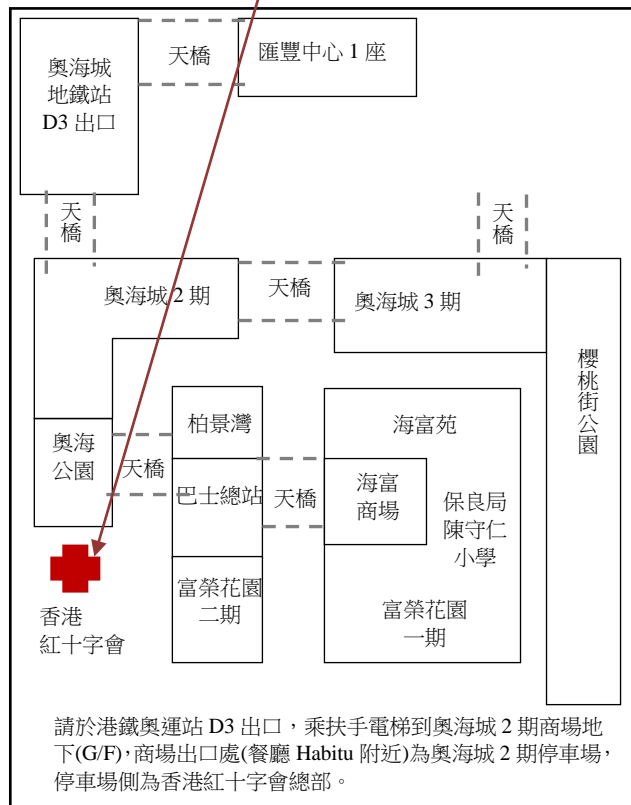 天橋
匯豐中心 1 座
奧海城
地鐵站
D3 出口
天橋
天橋
奧海城 2 期
天橋
奧海城 3 期
櫻桃街公園
柏景灣
海富苑
奧海
公園
天橋
巴士總站
天橋
海富
商場
保良局
陳守仁
小學
富榮花園
二期
富榮花園
一期
香港
紅十字會
請於港鐵奧運站 D3 出口，乘扶手電梯到奧海城 2 期商場地
下(G/F)，商場出口處(餐廳 Habitu 附近)為奧海城 2 期停車場，
停車場側為香港紅十字會總部。